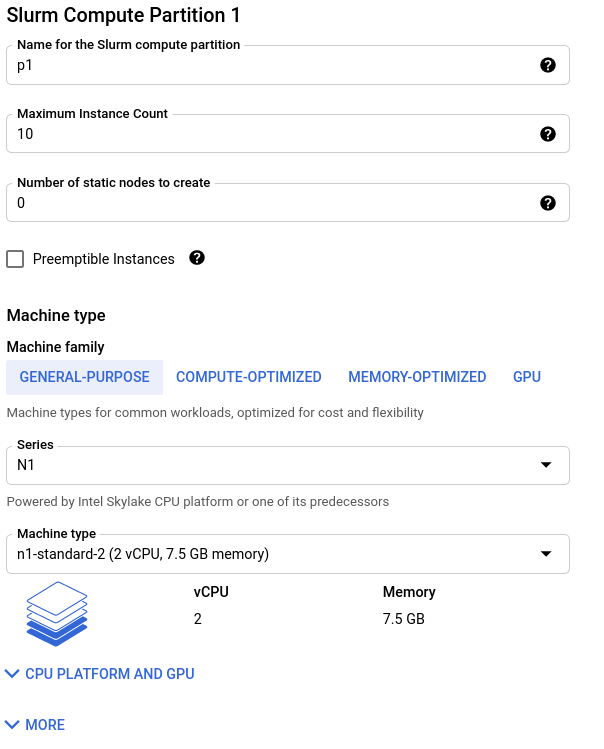 Slurm Compute Partition 1
Name for the Slurm compute partition
p1
Maximum Instance Count
10
Number of static nodes to create
0
Preemptible Instances
Machine type
Machine family
GENERAL-PURPOSE COMPUTE-OPTIMIZED MEMORY-OPTIMIZED GPU
Machine types for common workloads, optimized for cost and flexibility
Series
N1
Powered by Intel Skylake CPU platform or one of its predecessors
Machine type
n1-standard-2 (2 vCPU, 7.5 GB memory)
vCPU Memory
2 7.5 GB
CPU PLATFORM AND GPU
MORE